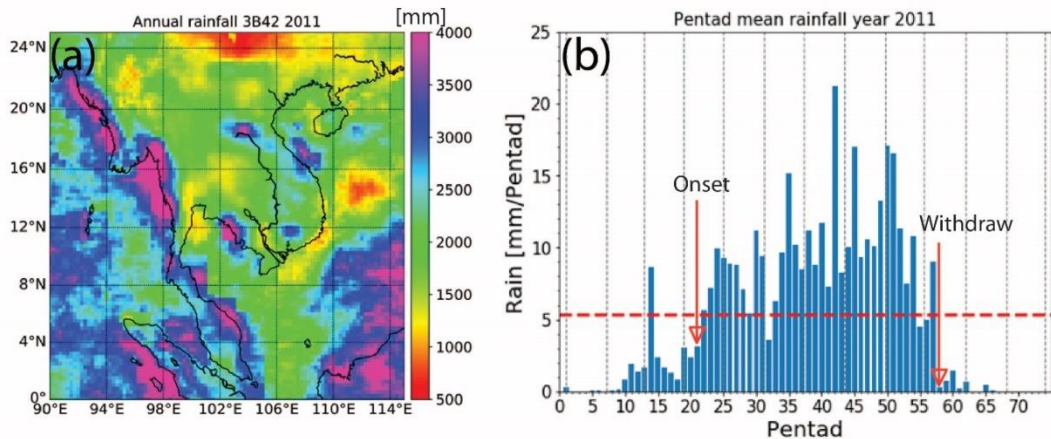 Annual rainfall 3B42 2011
[mm]
(a)
24°N
20°N
16°N
12°N
8°N
4°N
0°
90°E
94°E
98°E
102°E
106°E
110°E
114°E
4000
3500
3000
2500
2000
1500
1000
500
Pentad mean rainfall year 2011
(b)
Rain [mm/Pentad]
25
20
15
10
5
0
Onset
Withdraw
0 1 5 10 15 20 25 30 35 40 45 50 55 60 65 70
Pentad